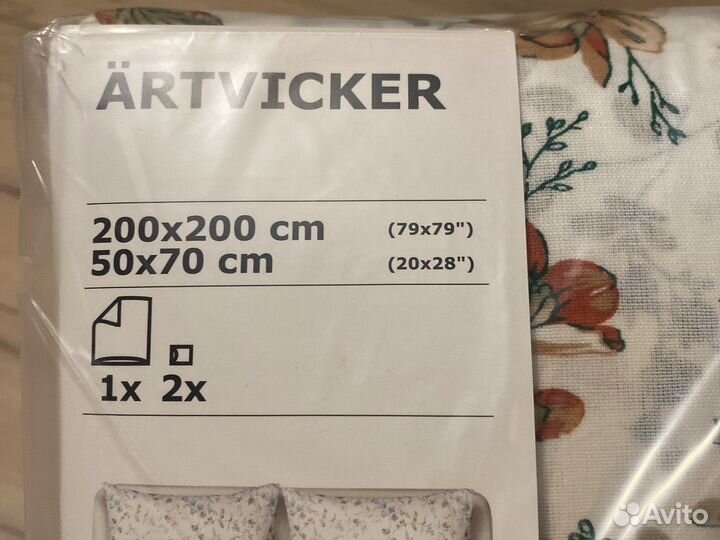 ÄRTVICKER
200x200 cm (79x79")
50x70 cm (20x28")
1x 2x
Avito